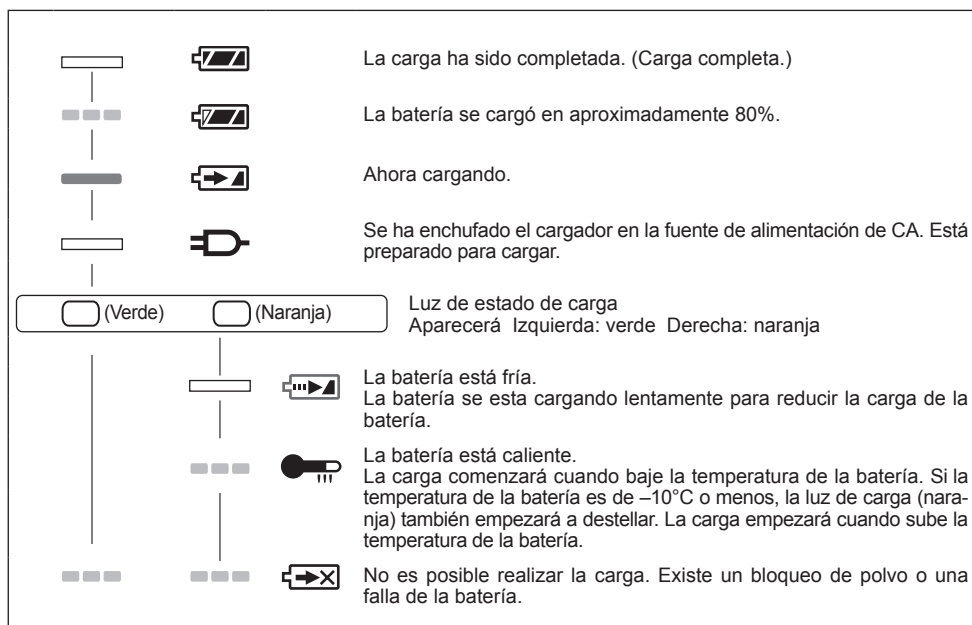 La carga ha sido completada. (Carga completa.)
La batería se cargó en aproximadamente 80%.
Ahora cargando.
Se ha enchufado el cargador en la fuente de alimentación de CA. Está
preparado para cargar.
(Verde) (Naranja)
Luz de estado de carga
Aparecerá Izquierda: verde Derecha: naranja
La batería está fría.
La batería se esta cargando lentamente para reducir la carga de la
batería.
La batería está caliente.
La carga comenzará cuando baje la temperatura de la batería. Si la
temperatura de la batería es de –10°C o menos, la luz de carga (nara-
nja) también empezará a destellar. La carga empezará cuando sube la
temperatura de la batería.
No es posible realizar la carga. Existe un bloqueo de polvo o una
falla de la batería.